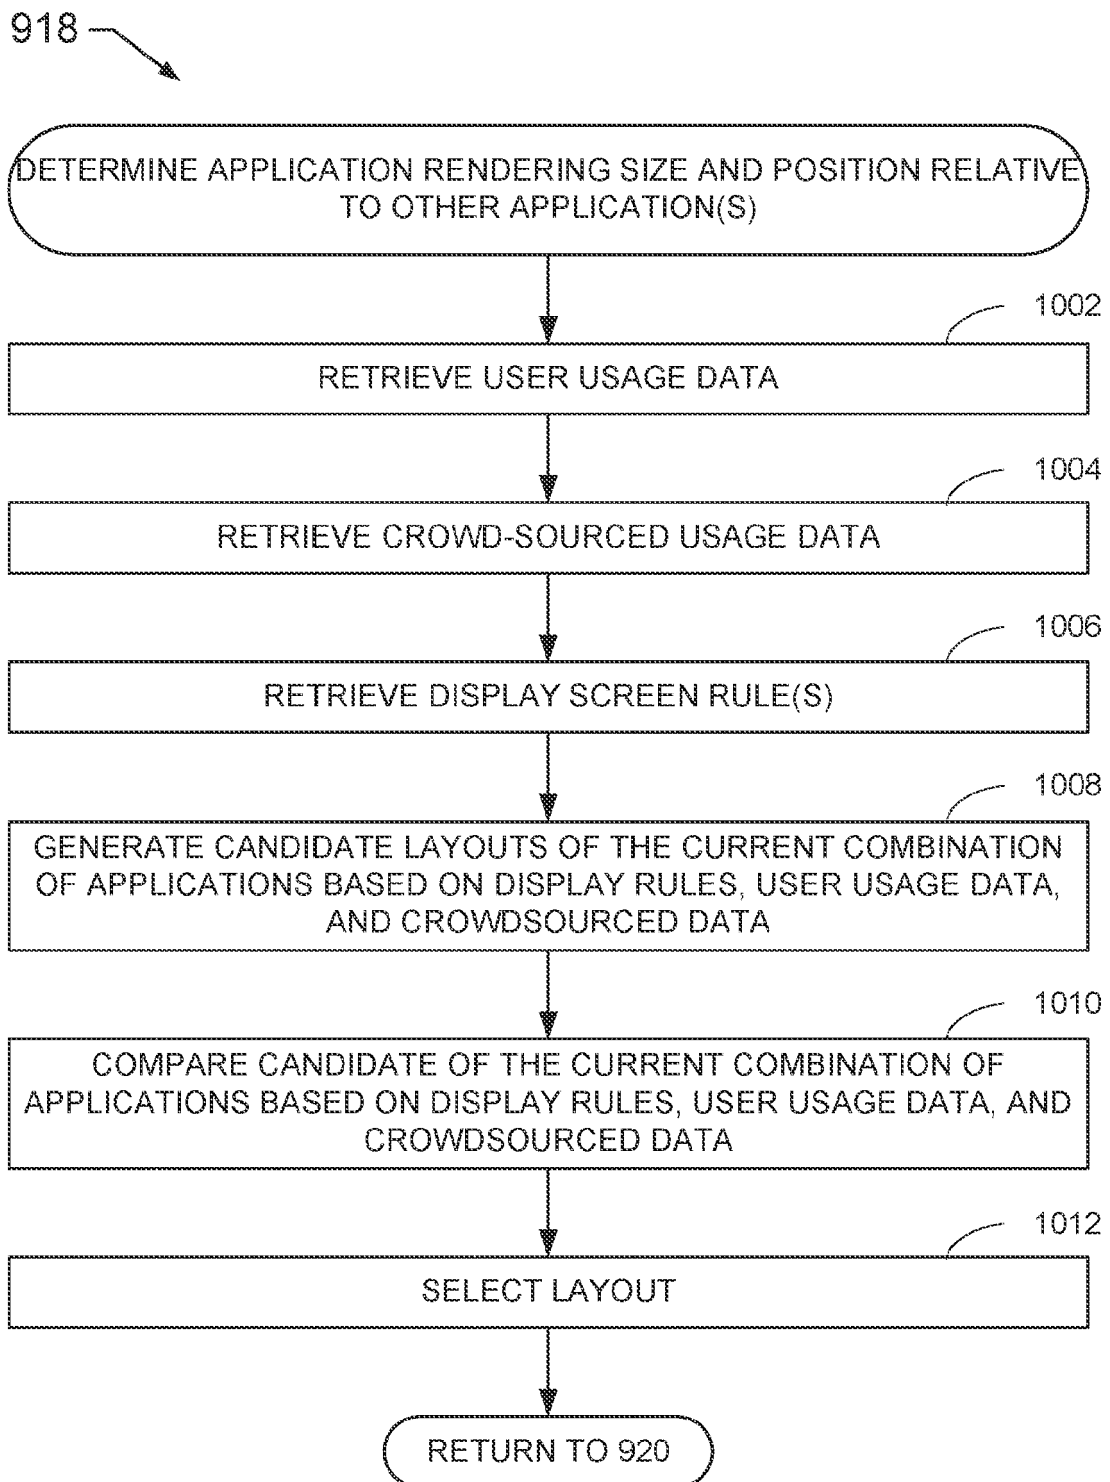 918
DETERMINE APPLICATION RENDERING SIZE AND POSITION RELATIVE
TO OTHER APPLICATION(S)
1002
RETRIEVE USER USAGE DATA
1004
RETRIEVE CROWD-SOURCED USAGE DATA
1006
RETRIEVE DISPLAY SCREEN RULE(S)
1008
GENERATE CANDIDATE LAYOUTS OF THE CURRENT COMBINATION
OF APPLICATIONS BASED ON DISPLAY RULES, USER USAGE DATA,
AND CROWDSOURCED DATA
1010
COMPARE CANDIDATE OF THE CURRENT COMBINATION OF
APPLICATIONS BASED ON DISPLAY RULES, USER USAGE DATA, AND
CROWDSOURCED DATA
1012
SELECT LAYOUT
RETURN TO 920